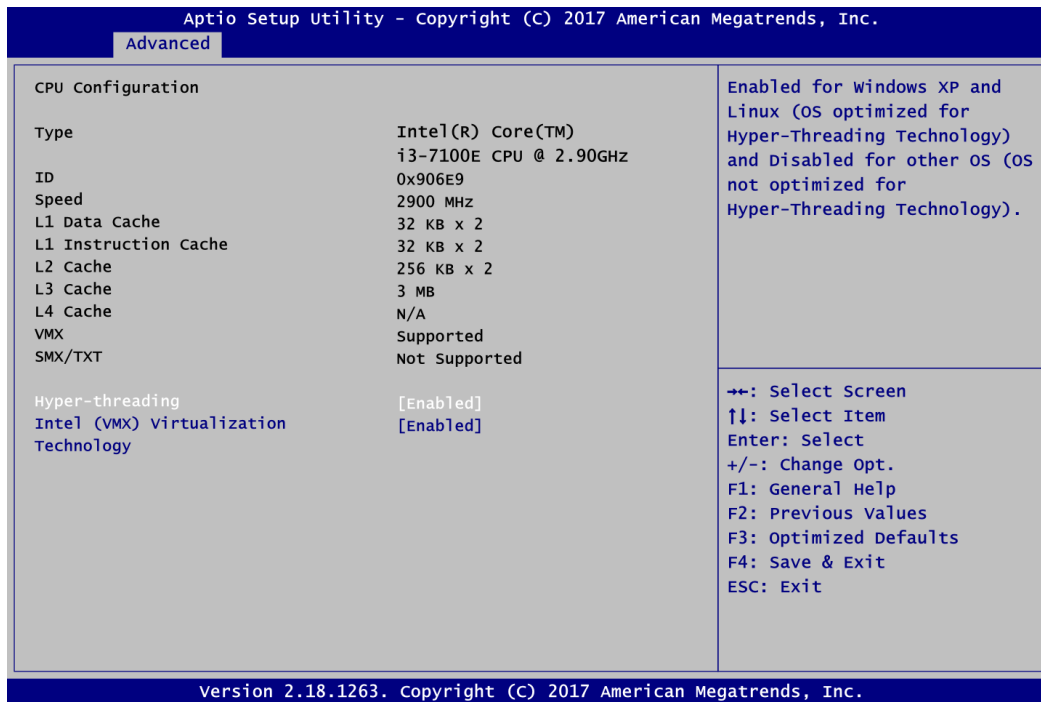 Aptio Setup Utility – Copyright (C) 2017 American Megatrends, Inc.
Advanced
CPU Configuration
Type Intel(R) Core(TM)
i3-7100E CPU @ 2.90GHz
ID 0x906E9
Speed 2900 MHz
L1 Data Cache 32 KB x 2
L1 Instruction Cache 32 KB x 2
L2 Cache 256 KB x 2
L3 Cache 3 MB
L4 Cache N/A
VMX Supported
SMX/TXT Not Supported
Hyper-threading [Enabled]
Intel (VMX) Virtualization [Enabled]
Technology
Enabled for Windows XP and
Linux (OS optimized for
Hyper-Threading Technology)
and Disabled for other OS (OS
not optimized for
Hyper-Threading Technology).
→←: Select Screen
↑↓: Select Item
Enter: Select
+/-: Change Opt.
F1: General Help
F2: Previous Values
F3: Optimized Defaults
F4: Save & Exit
ESC: Exit
Version 2.18.1263. Copyright (C) 2017 American Megatrends, Inc.